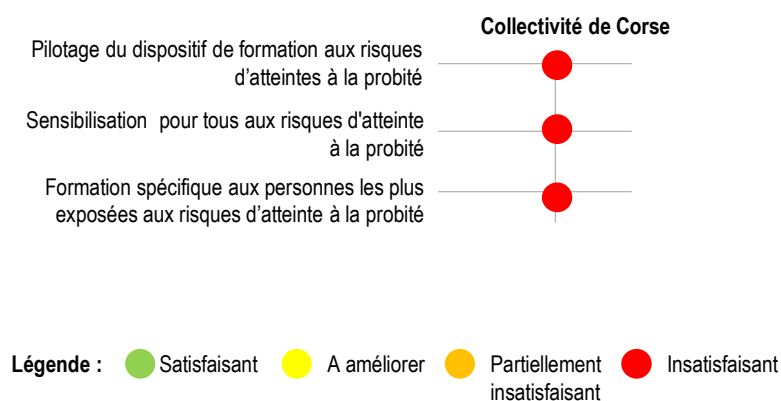 Collectivité de Corse
Pilotage du dispositif de formation aux risques
d’atteintes à la probité
Sensibilisation pour tous aux risques d'atteinte
à la probité
Formation spécifique aux personnes les plus
exposées aux risques d’atteinte à la probité
Légende : Satisfaisant A améliorer Partiellement Insatisfaisant
insatisfaisant